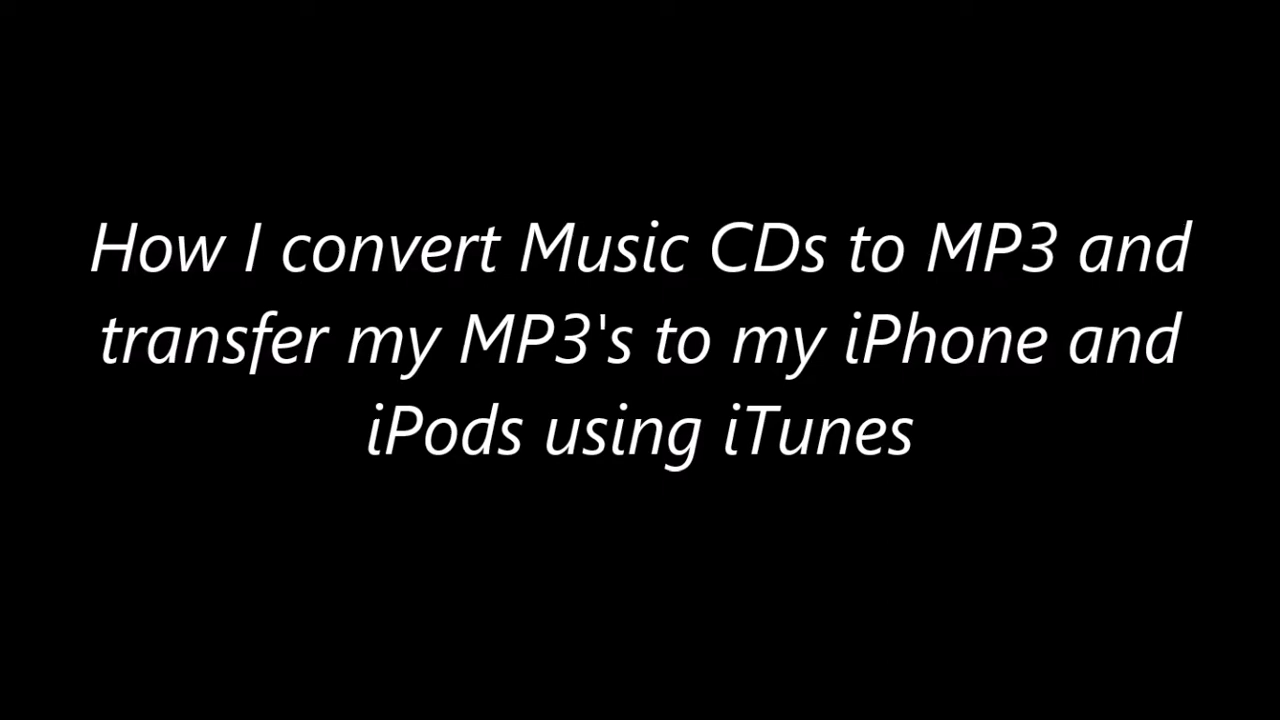 How I convert Music CDs to MP3 and
transfer my MP3's to my iPhone and
iPods using iTunes